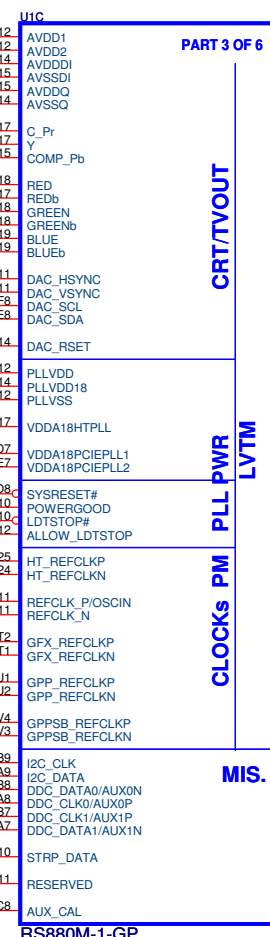 U1C
PART 3 OF 6
AVDD1
AVDD2
AVDDDI
AVSSDI
AVDDQ
AVSSQ
C_Pr
Y
COMP_Pb
RED
REDb
GREEN
GREENb
BLUE
BLUEb
DAC_HSYNC
DAC_VSYNC
DAC_SCL
DAC_SDA
DAC_RSET
CRT/TVOUT
PLLVDD
PLLVDD18
PLLVSS
VDDA18HTPLL
VDDA18PCIEPLL1
VDDA18PCIEPLL2
PLL PWR
LVTM
SYSRESET#
POWERGOOD
LDTSTOP#
ALLOW_LDTSTOP
PM
HT_REFCLKP
HT_REFCLKN
REFCLK_P/OSCIN
REFCLK_N
GFX_REFCLKP
GFX_REFCLKN
GPP_REFCLKP
GPP_REFCLKN
GPPSB_REFCLKP
GPPSB_REFCLKN
CLOCKs
I2C_CLK
I2C_DATA
DDC_DATA0/AUX0N
DDC_CLK0/AUX0P
DDC_CLK1/AUX1P
DDC_DATA1/AUX1N
STRP_DATA
RESERVED
AUX_CAL
MIS.
RS880M-1-GP